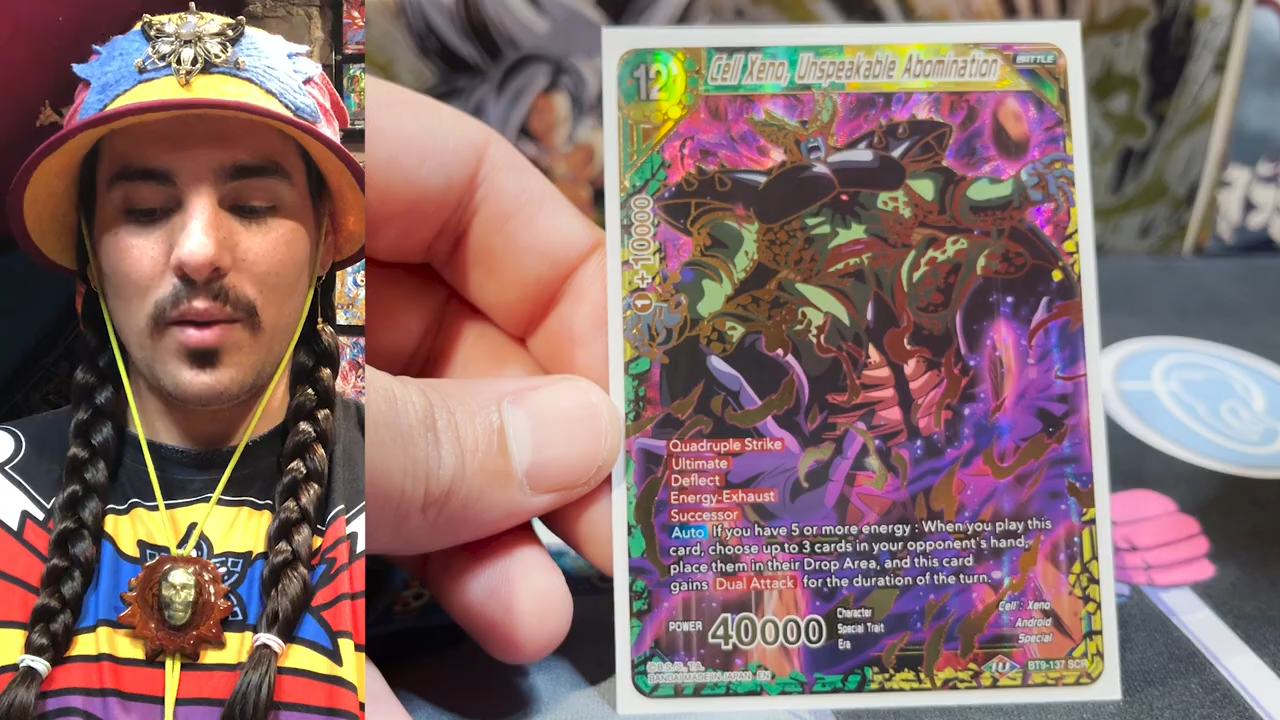 12
Cell Xeno, Unspeakable Abomination
BATTLE
1 +10000
Quadruple Strike
Ultimate
Deflect
Energy-Exhaust
Successor
Auto If you have 5 or more energy : When you play this
card, choose up to 3 cards in your opponent's hand,
place them in their Drop Area, and this card
gains Dual Attack for the duration of the turn.
POWER 40000
Character Cell : Xeno
Special Trait Android
Era Special
©B.S./S., T.A.
BANDAI MADE IN JAPAN EN
BT9-137 SCR